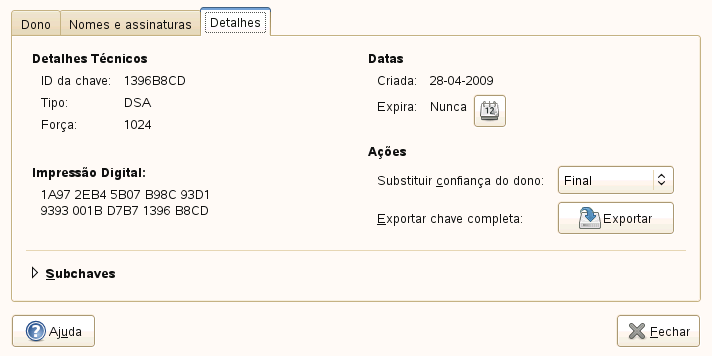 Dono Nomes e assinaturas Detalhes
Detalhes Técnicos
ID da chave: 1396B8CD
Tipo: DSA
Força: 1024
Impressão Digital:
1A97 2EB4 5B07 B98C 93D1
9393 001B D7B7 1396 B8CD
Datas
Criada: 28-04-2009
Expira: Nunca 12
Ações
Substituir confiança do dono: Final
Exportar chave completa: Exportar
Subchaves
Ajuda Fechar